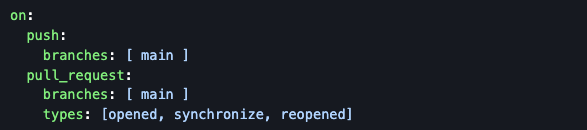 on:
  push:
    branches: [ main ]
  pull_request:
    branches: [ main ]
    types: [opened, synchronize, reopened]